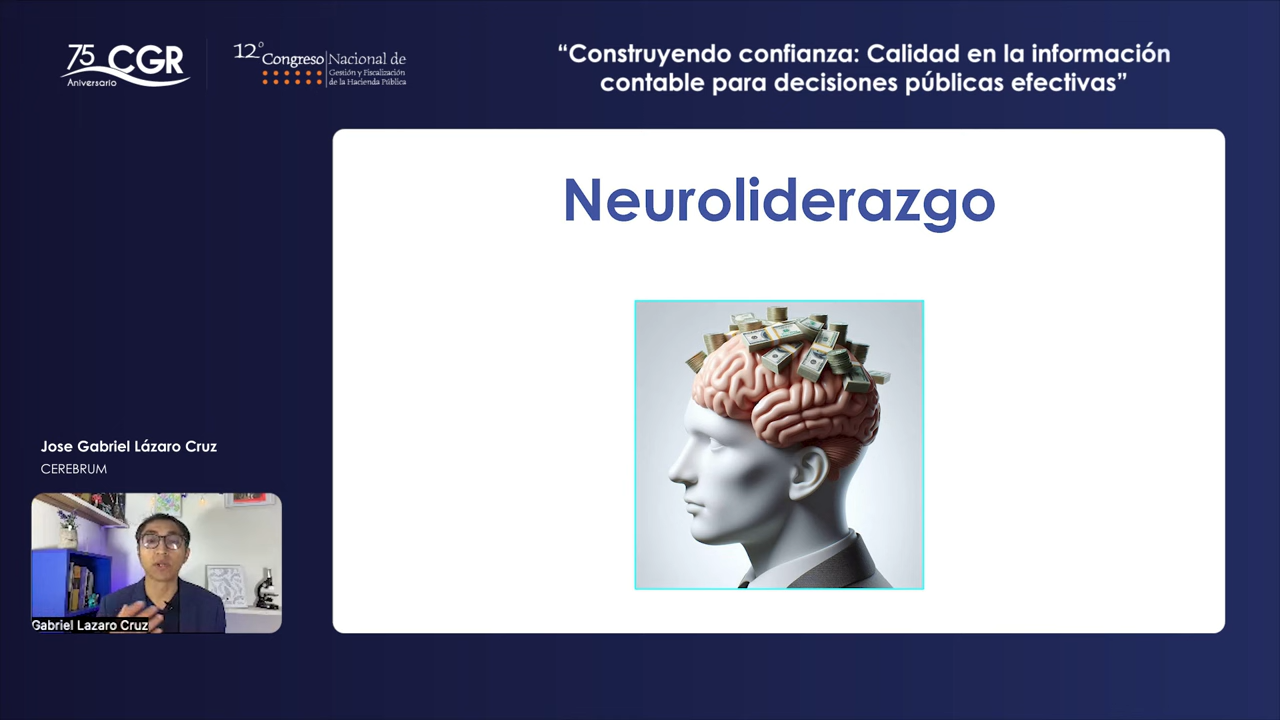 75 CGR
Aniversario
12° Congreso Nacional de
Gestión y Fiscalización
de la Hacienda Pública
“Construyendo confianza: Calidad en la información
contable para decisiones públicas efectivas”
Neuroliderazgo
Jose Gabriel Lázaro Cruz
CEREBRUM
Gabriel Lazaro Cruz